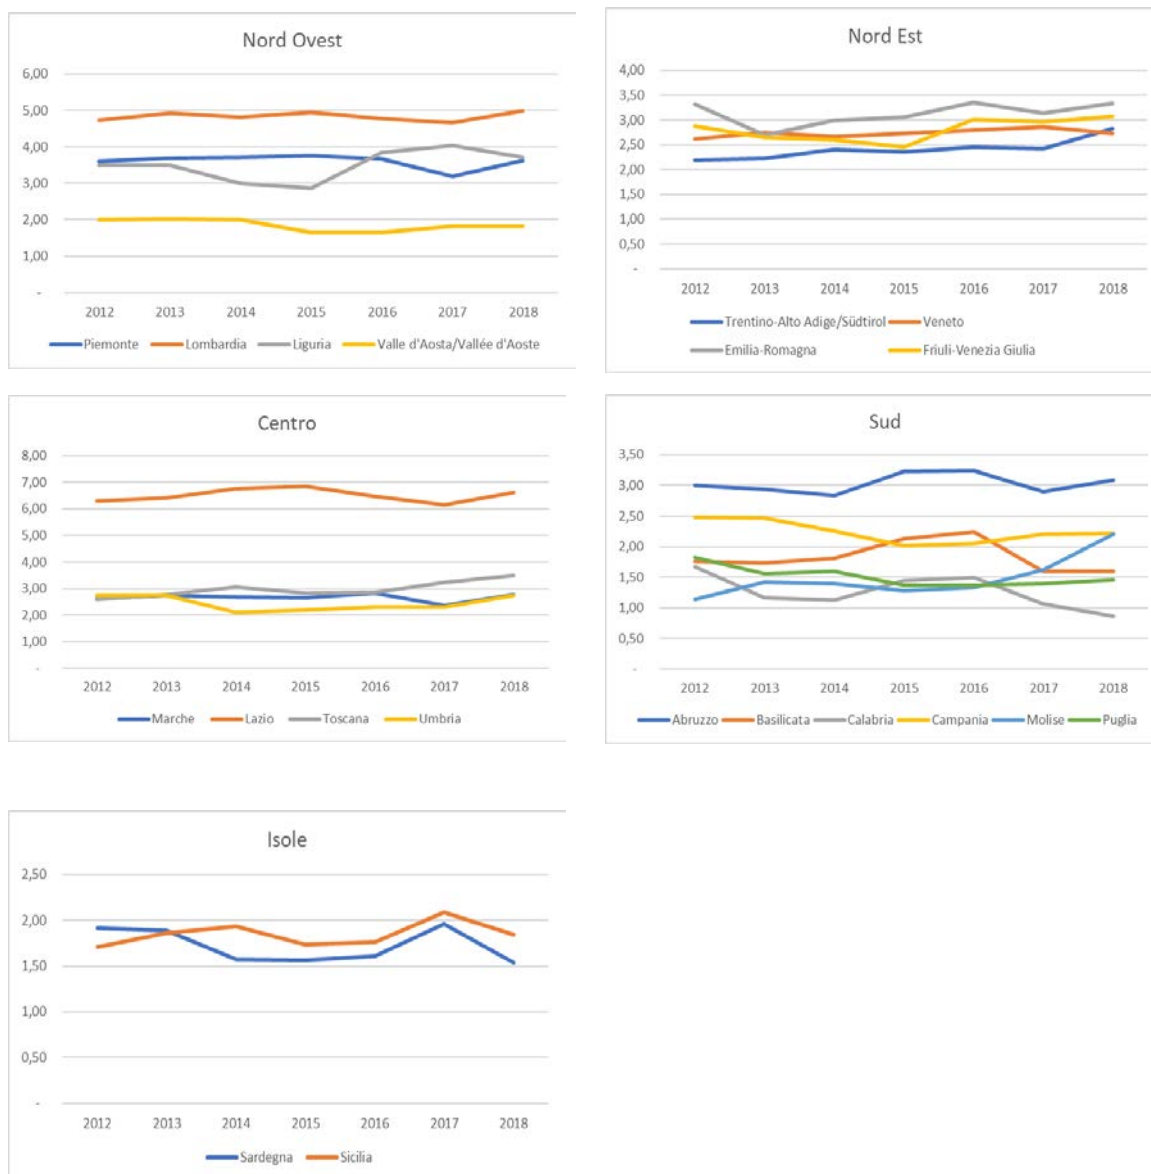 Nord Ovest
6,00
5,00
4,00
3,00
2,00
1,00
-
2012 2013 2014 2015 2016 2017 2018
Piemonte Lombardia Liguria Valle d'Aosta/Vallée d'Aoste
Nord Est
4,00
3,50
3,00
2,50
2,00
1,50
1,00
0,50
-
2012 2013 2014 2015 2016 2017 2018
Trentino-Alto Adige/Südtirol Veneto
Emilia-Romagna Friuli-Venezia Giulia
Centro
8,00
7,00
6,00
5,00
4,00
3,00
2,00
1,00
-
2012 2013 2014 2015 2016 2017 2018
Marche Lazio Toscana Umbria
Sud
3,50
3,00
2,50
2,00
1,50
1,00
0,50
-
2012 2013 2014 2015 2016 2017 2018
Abruzzo Basilicata Calabria Campania Molise Puglia
Isole
2,50
2,00
1,50
1,00
0,50
-
2012 2013 2014 2015 2016 2017 2018
Sardegna Sicilia